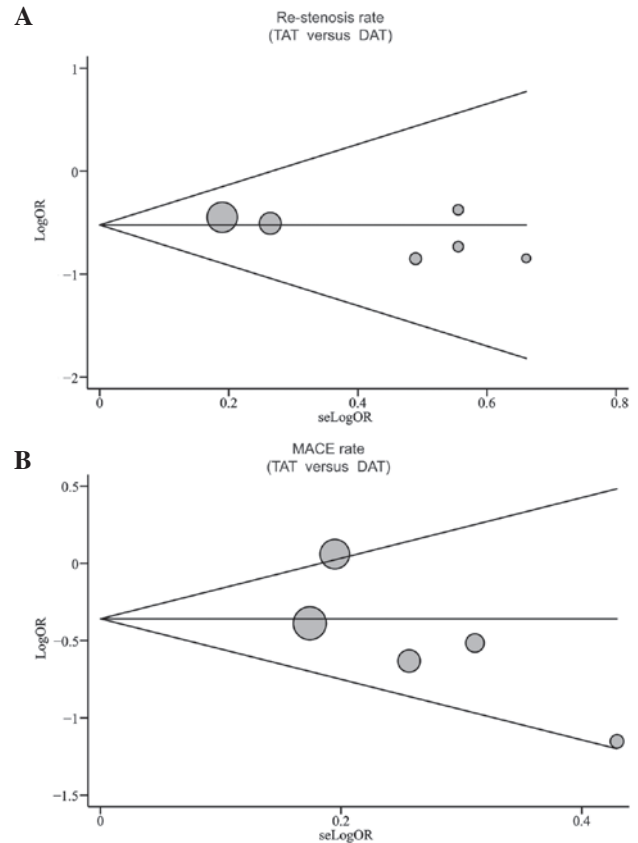 A
Re-stenosis rate
(TAT versus DAT)
1
0
−1
−2
LogOR
0 0.2 0.4 0.6 0.8
seLogOR
B
MACE rate
(TAT versus DAT)
0.5
0
−0.5
−1
−1.5
LogOR
0 0.2 0.4
seLogOR